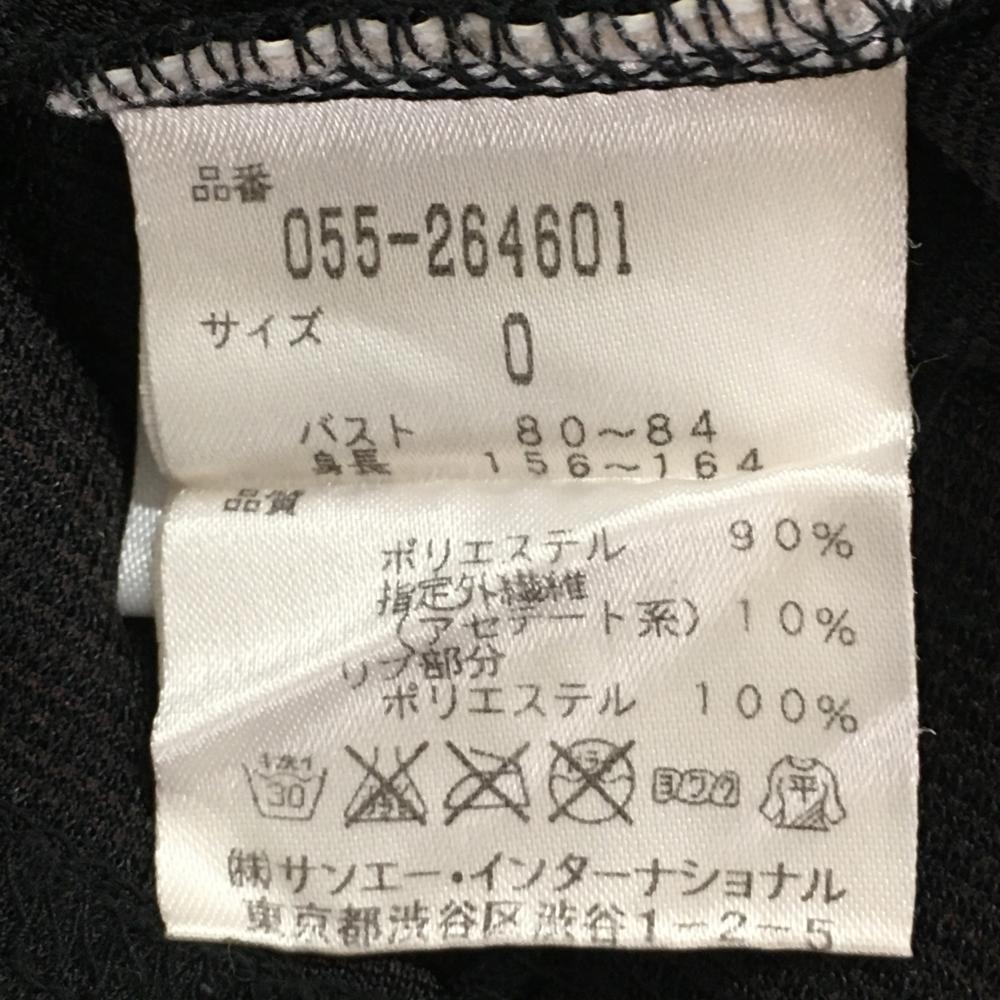 品番
055-264601
サイズ 0
バスト 80~84
身長 156~164
品質
ポリエステル 90%
指定外繊維
(アセテート系) 10%
リブ部分
ポリエステル 100%
30 平
㈱サンエー・インターナショナル
東京都渋谷区渋谷1-2-5